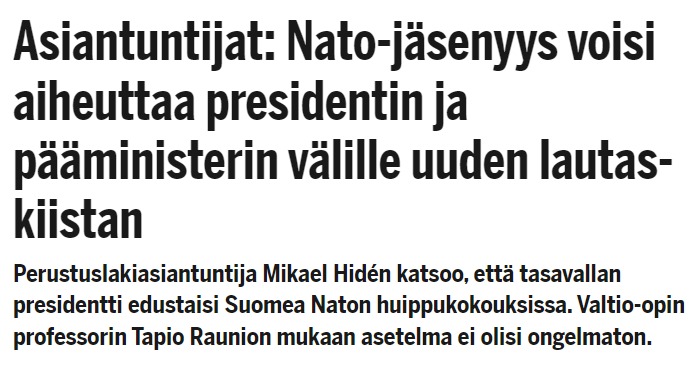 Asiantuntijat: Nato-jäsenyys voisi
aiheuttaa presidentin ja
pääministerin välille uuden lautas-
kiistan
Perustuslakiasiantuntija Mikael Hidén katsoo, että tasavallan
presidentti edustaisi Suomea Naton huippukokouksissa. Valtio-opin
professorin Tapio Raunion mukaan asetelma ei olisi ongelmaton.